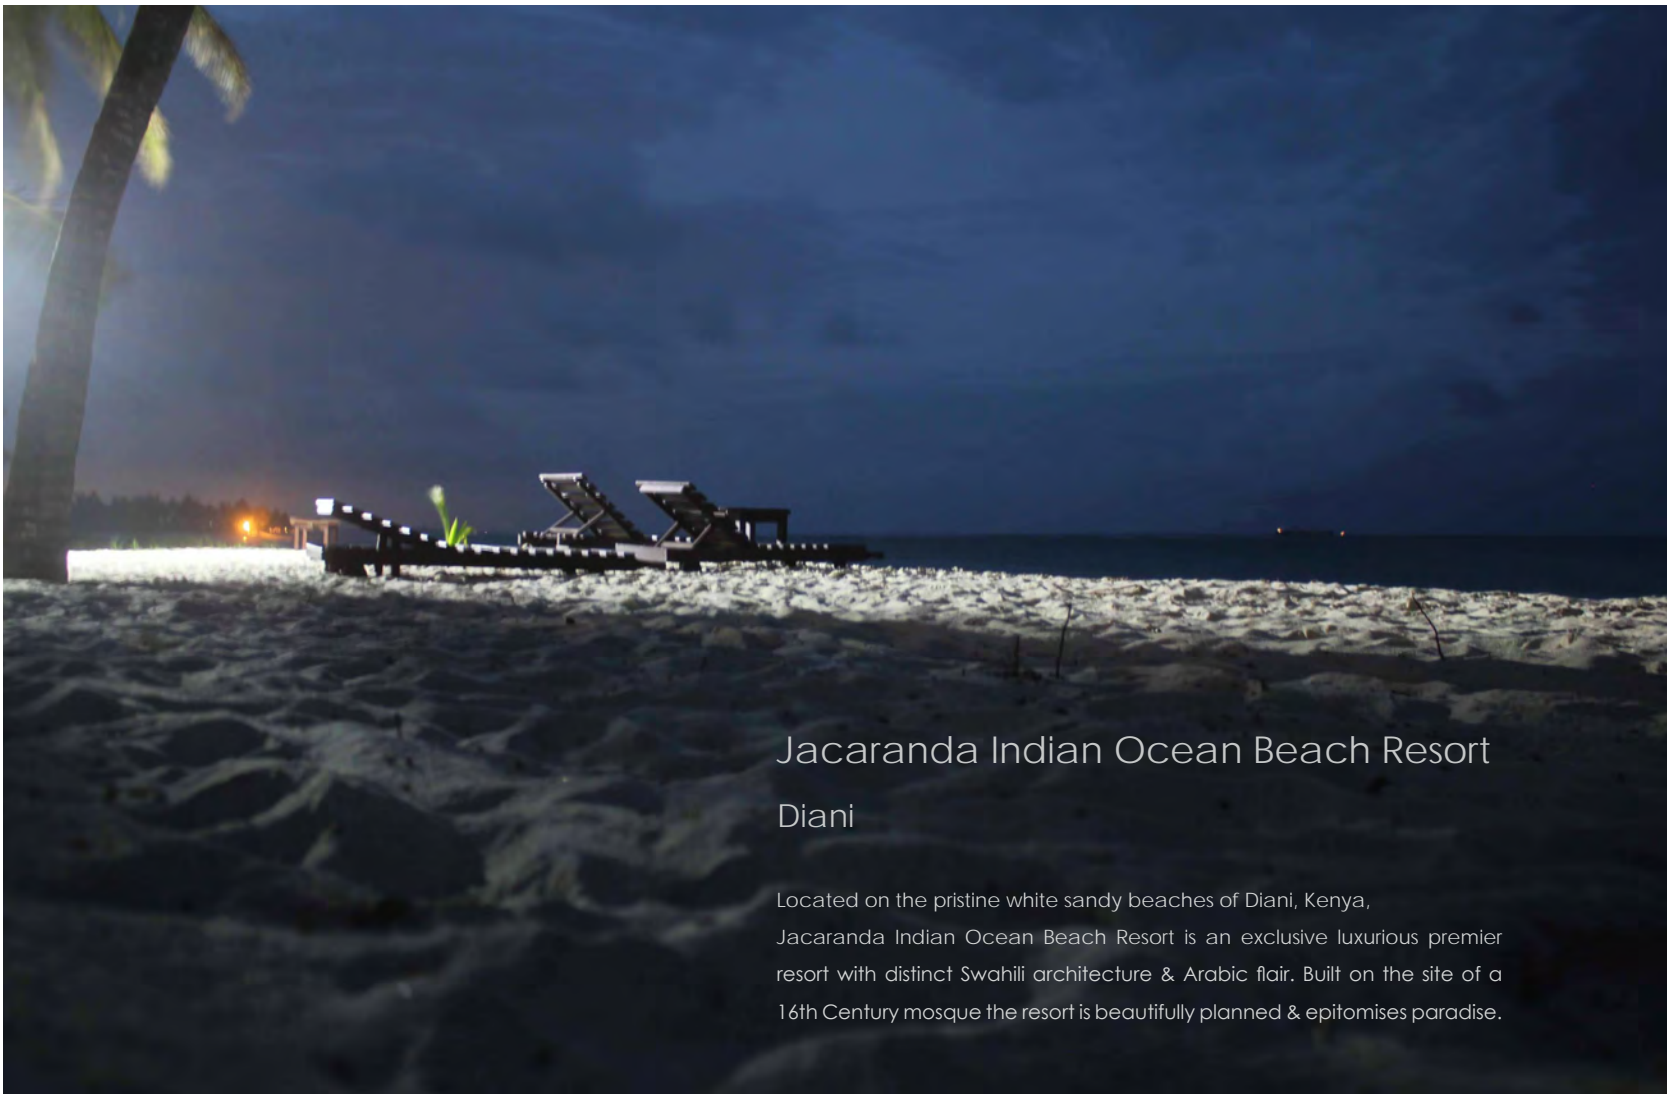 Jacaranda Indian Ocean Beach Resort
Diani
Located on the pristine white sandy beaches of Diani, Kenya,
Jacaranda Indian Ocean Beach Resort is an exclusive luxurious premier
resort with distinct Swahili architecture & Arabic flair. Built on the site of a
16th Century mosque the resort is beautifully planned & epitomises paradise.